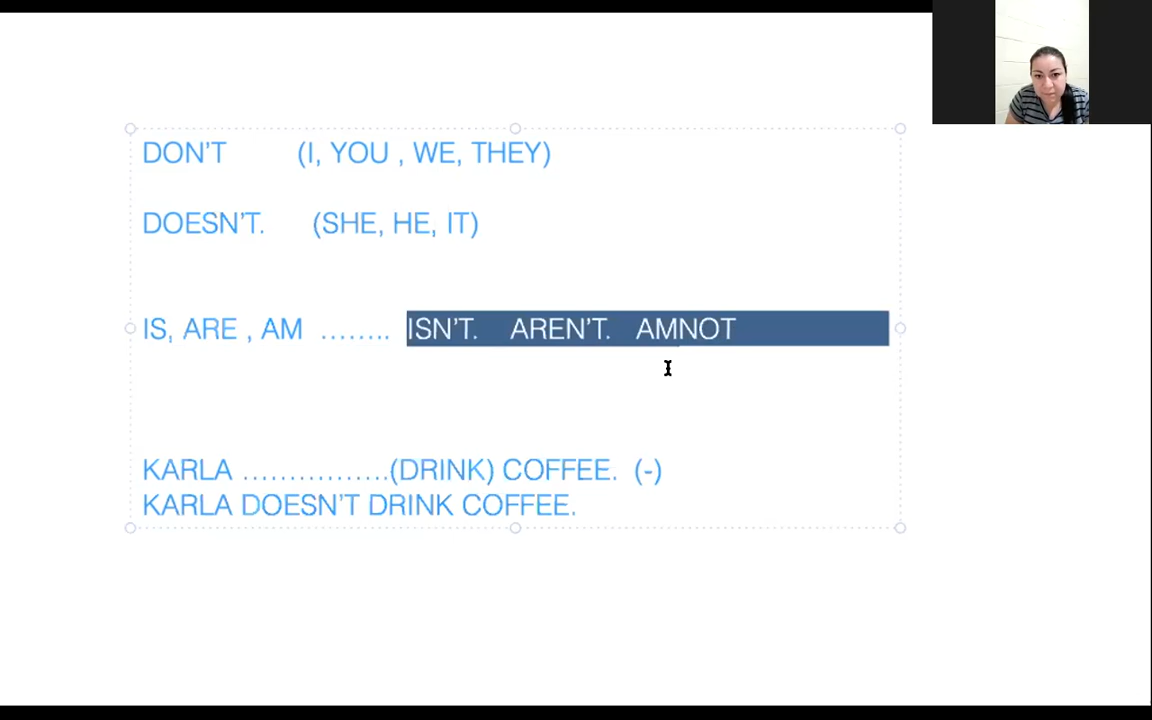 DON'T (I, YOU , WE, THEY)
DOESN'T. (SHE, HE, IT)
IS, ARE , AM …….. ISN'T. AREN'T. AMNOT
KARLA …………….(DRINK) COFFEE. (-)
KARLA DOESN'T DRINK COFFEE.